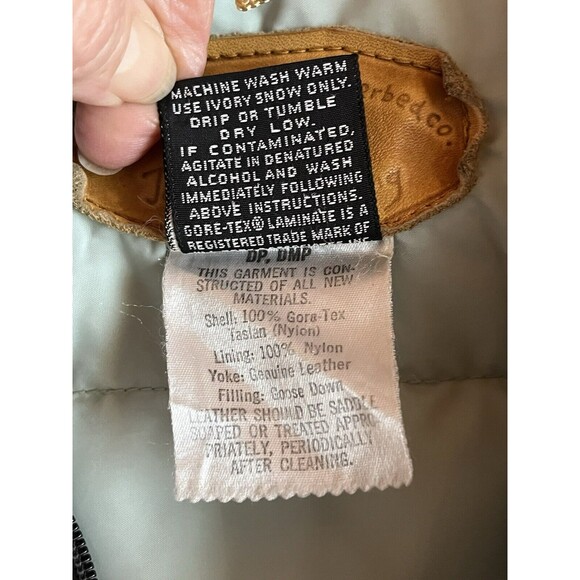 MACHINE WASH WARM
USE IVORY SNOW ONLY.
DRIP OR TUMBLE
DRY LOW.
IF CONTAMINATED,
AGITATE IN DENATURED
ALCOHOL AND WASH
IMMEDIATELY FOLLOWING
ABOVE INSTRUCTIONS.
GORE-TEX® LAMINATE IS A
REGISTERED TRADE MARK OF
erbed co.
DP, DMP
THIS GARMENT IS CON-
STRUCTED OF ALL NEW
MATERIALS.
Shell: 100% Gora-Tex
Taslan (Nylon)
Lining: 100% Nylon
Yoke: Genuine Leather
Filling: Goose Down
LEATHER SHOULD BE SADDLE
SOAPED OR TREATED APPRO-
PRIATELY, PERIODICALLY
AFTER CLEANING.